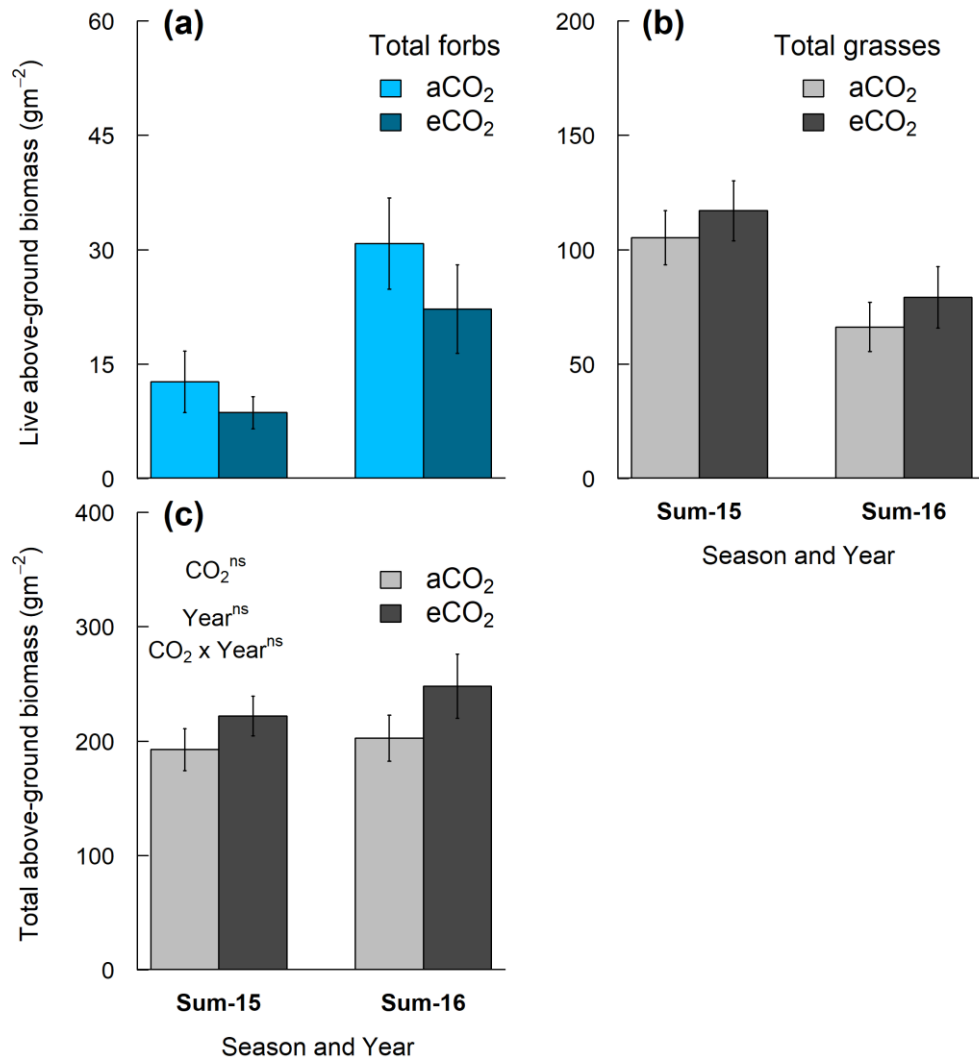 (a)
Total forbs
aCO₂
eCO₂
Live above-ground biomass (gm⁻²)
60
45
30
15
0
(b)
Total grasses
aCO₂
eCO₂
200
150
100
50
0
Sum-15 Sum-16
Season and Year
(c)
CO₂ⁿˢ
Yearⁿˢ
CO₂ x Yearⁿˢ
aCO₂
eCO₂
Total above-ground biomass (gm⁻²)
400
300
200
100
0
Sum-15 Sum-16
Season and Year